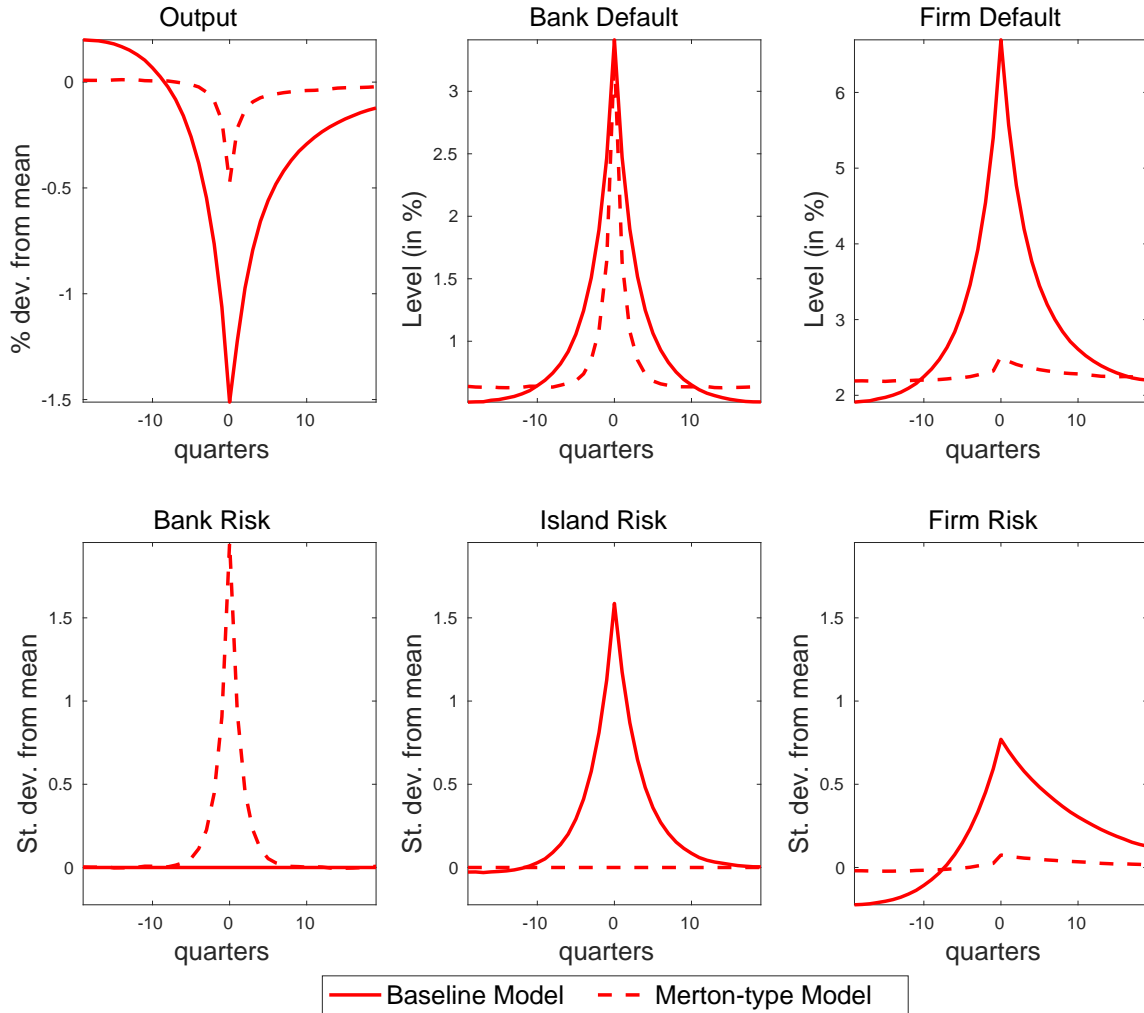 Output
Bank Default
Firm Default
% dev. from mean
0
-0.5
-1
-1.5
-10
0
10
quarters
Level (in %)
3
2
1
-10
0
10
quarters
Level (in %)
6
5
4
3
2
-10
0
10
quarters
Bank Risk
Island Risk
Firm Risk
St. dev. from mean
1.5
1
0.5
0
-10
0
10
quarters
St. dev. from mean
1.5
1
0.5
0
-10
0
10
quarters
St. dev. from mean
1.5
1
0.5
0
-10
0
10
quarters
Baseline Model
Merton-type Model